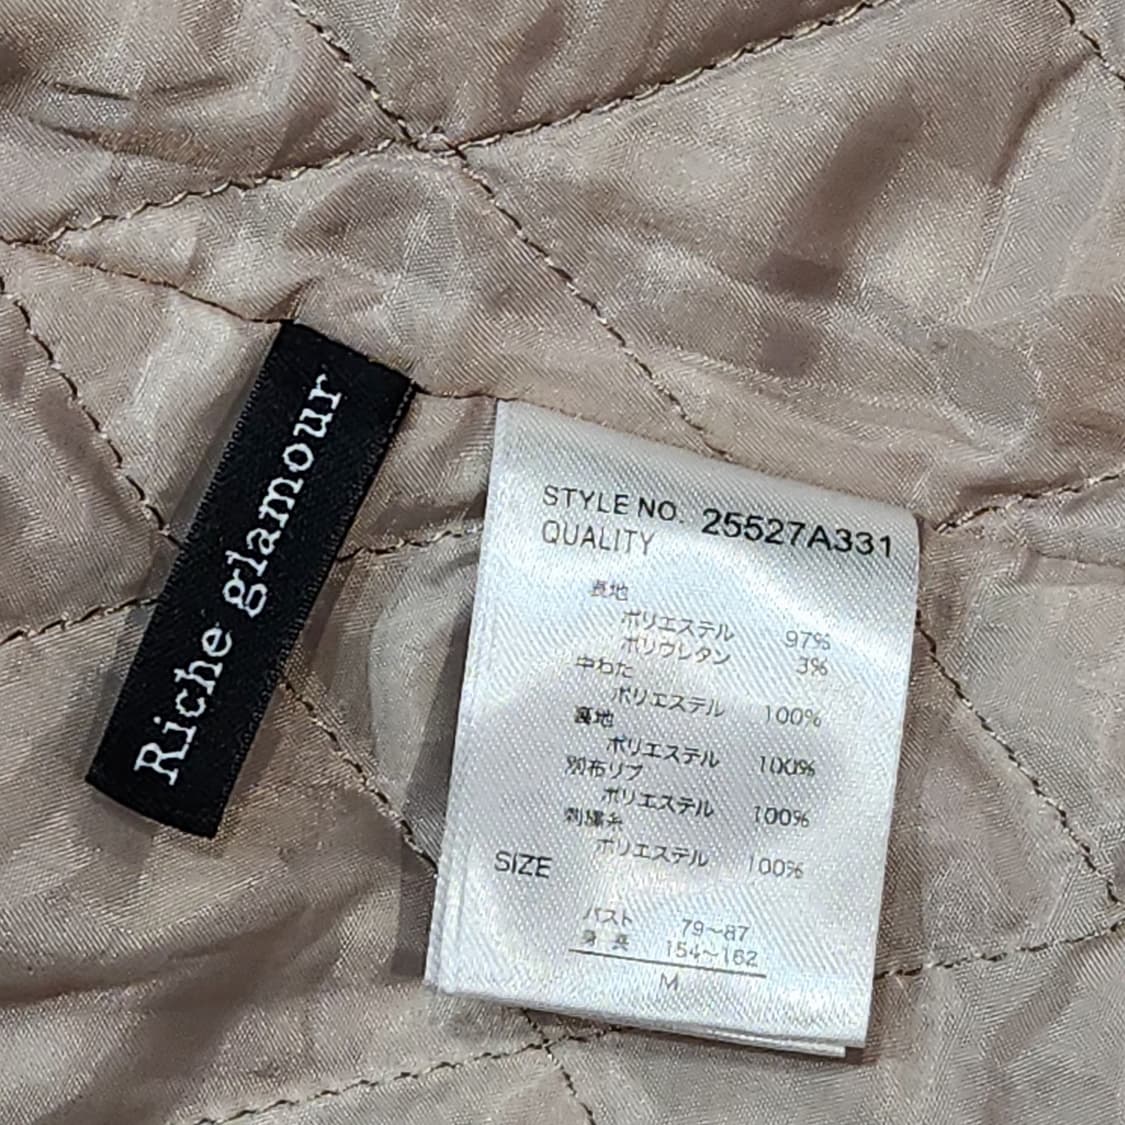 Riche glamour
STYLE NO. 25527A331
QUALITY
表地
ポリエステル 97%
ポリウレタン 3%
中わた
ポリエステル 100%
裏地
ポリエステル 100%
別布リブ
ポリエステル 100%
刺繍糸
ポリエステル 100%
SIZE
バスト 79～87
身長 154～162
M